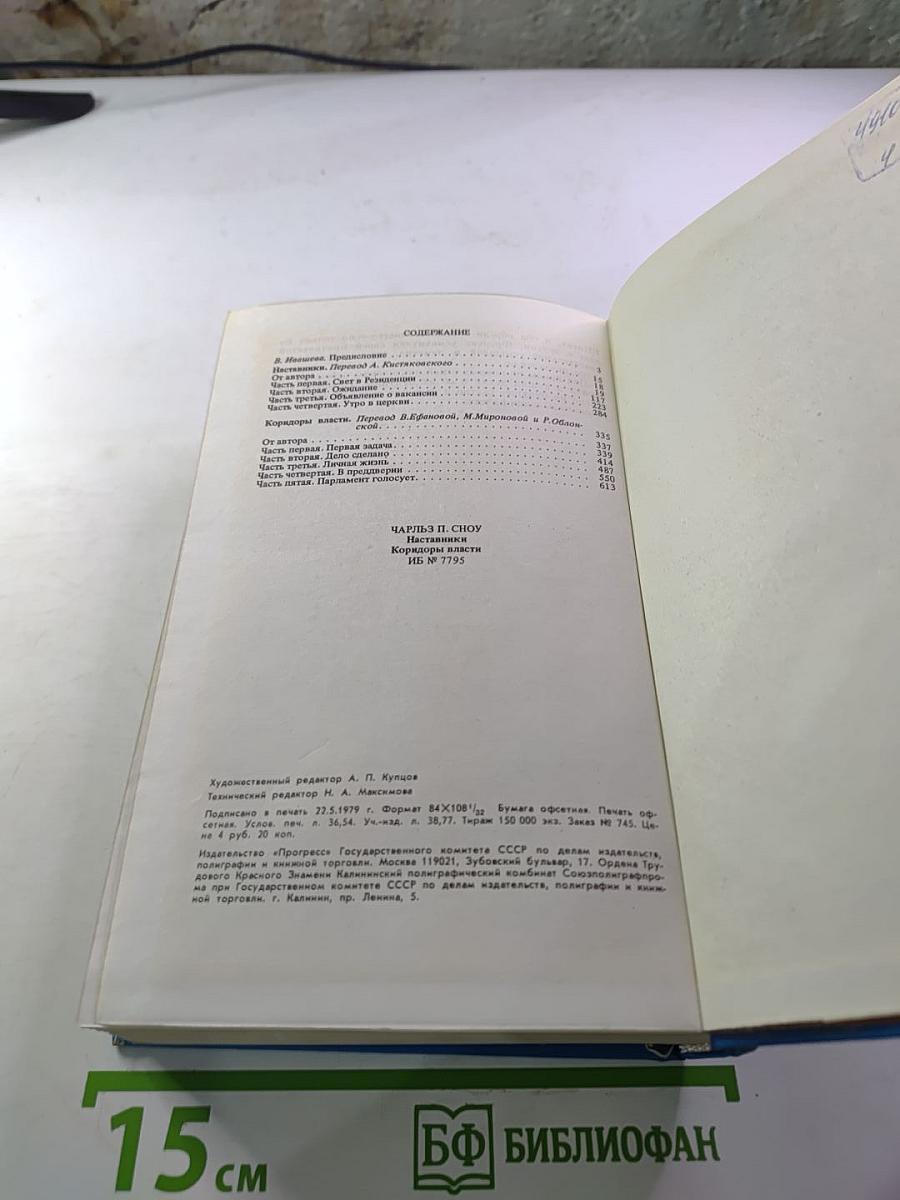 СОДЕРЖАНИЕ
В. Ивашева. Предисловие . . . 3
Наставники. Перевод А. Кистяковского . . . 15
От автора . . . 18
Часть первая. Свет в Резиденции . . . 19
Часть вторая. Ожидание . . . 117
Часть третья. Объявление о вакансии . . . 223
Часть четвертая. Утро в церкви . . . 284
Коридоры власти. Перевод В.Ефановой, М.Мироновой и Р.Облон-
ской . . . 335
От автора . . . 337
Часть первая. Первая задача . . . 339
Часть вторая. Дело сделано . . . 414
Часть третья. Личная жизнь . . . 487
Часть четвертая. В преддверии . . . 550
Часть пятая. Парламент голосует . . . 613
ЧАРЛЬЗ П. СНОУ
Наставники
Коридоры власти
ИБ № 7795
Художественный редактор А. П. Купцов
Технический редактор Н. А. Максимова
Подписано в печать 22.5.1979 г. Формат 84×108 1/32 Бумага офсетная. Печать оф-
сетная. Услов. печ. л. 36,54. Уч.-изд. л. 38,77. Тираж 150 000 экз. Заказ № 745. Це-
не 4 руб. 20 коп.
Издательство «Прогресс» Государственного комитета СССР по делам издательств,
полиграфии и книжной торговли. Москва 119021, Зубовский бульвар, 17. Ордена Тру-
дового Красного Знамени Калининский полиграфический комбинат Союзполиграфпро-
ма при Государственном комитете СССР по делам издательств, полиграфии и книж-
ной торговли. г. Калинин, пр. Ленина, 5.
15 см
БФ БИБЛИОФАН